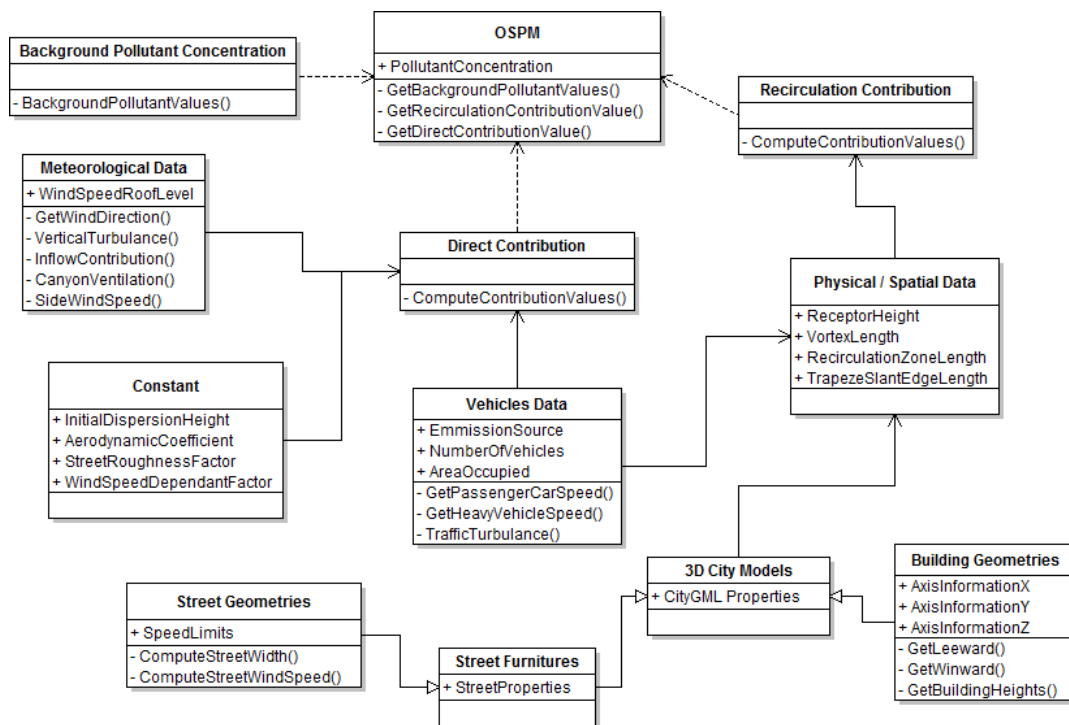 OSPM
+ PollutantConcentration
- GetBackgroundPollutantValues()
- GetRecirculationContributionValue()
- GetDirectContributionValue()
Background Pollutant Concentration
- BackgroundPollutantValues()
Recirculation Contribution
- ComputeContributionValues()
Meteorological Data
+ WindSpeedRoofLevel
- GetWindDirection()
- VerticalTurbulance()
- InflowContribution()
- CanyonVentilation()
- SideWindSpeed()
Direct Contribution
- ComputeContributionValues()
Physical / Spatial Data
+ ReceptorHeight
+ VortexLength
+ RecirculationZoneLength
+ TrapezeSlantEdgeLength
Constant
+ InitialDispersionHeight
+ AerodynamicCoefficient
+ StreetRoughnessFactor
+ WindSpeedDependantFactor
Vehicles Data
+ EmmissionSource
+ NumberOfVehicles
+ AreaOccupied
- GetPassengerCarSpeed()
- GetHeavyVehicleSpeed()
- TrafficTurbulance()
3D City Models
+ CityGML Properties
Building Geometries
+ AxisInformationX
+ AxisInformationY
+ AxisInformationZ
- GetLeeward()
- GetWinward()
- GetBuildingHeights()
Street Geometries
+ SpeedLimits
- ComputeStreetWidth()
- ComputeStreetWindSpeed()
Street Furnitures
+ StreetProperties